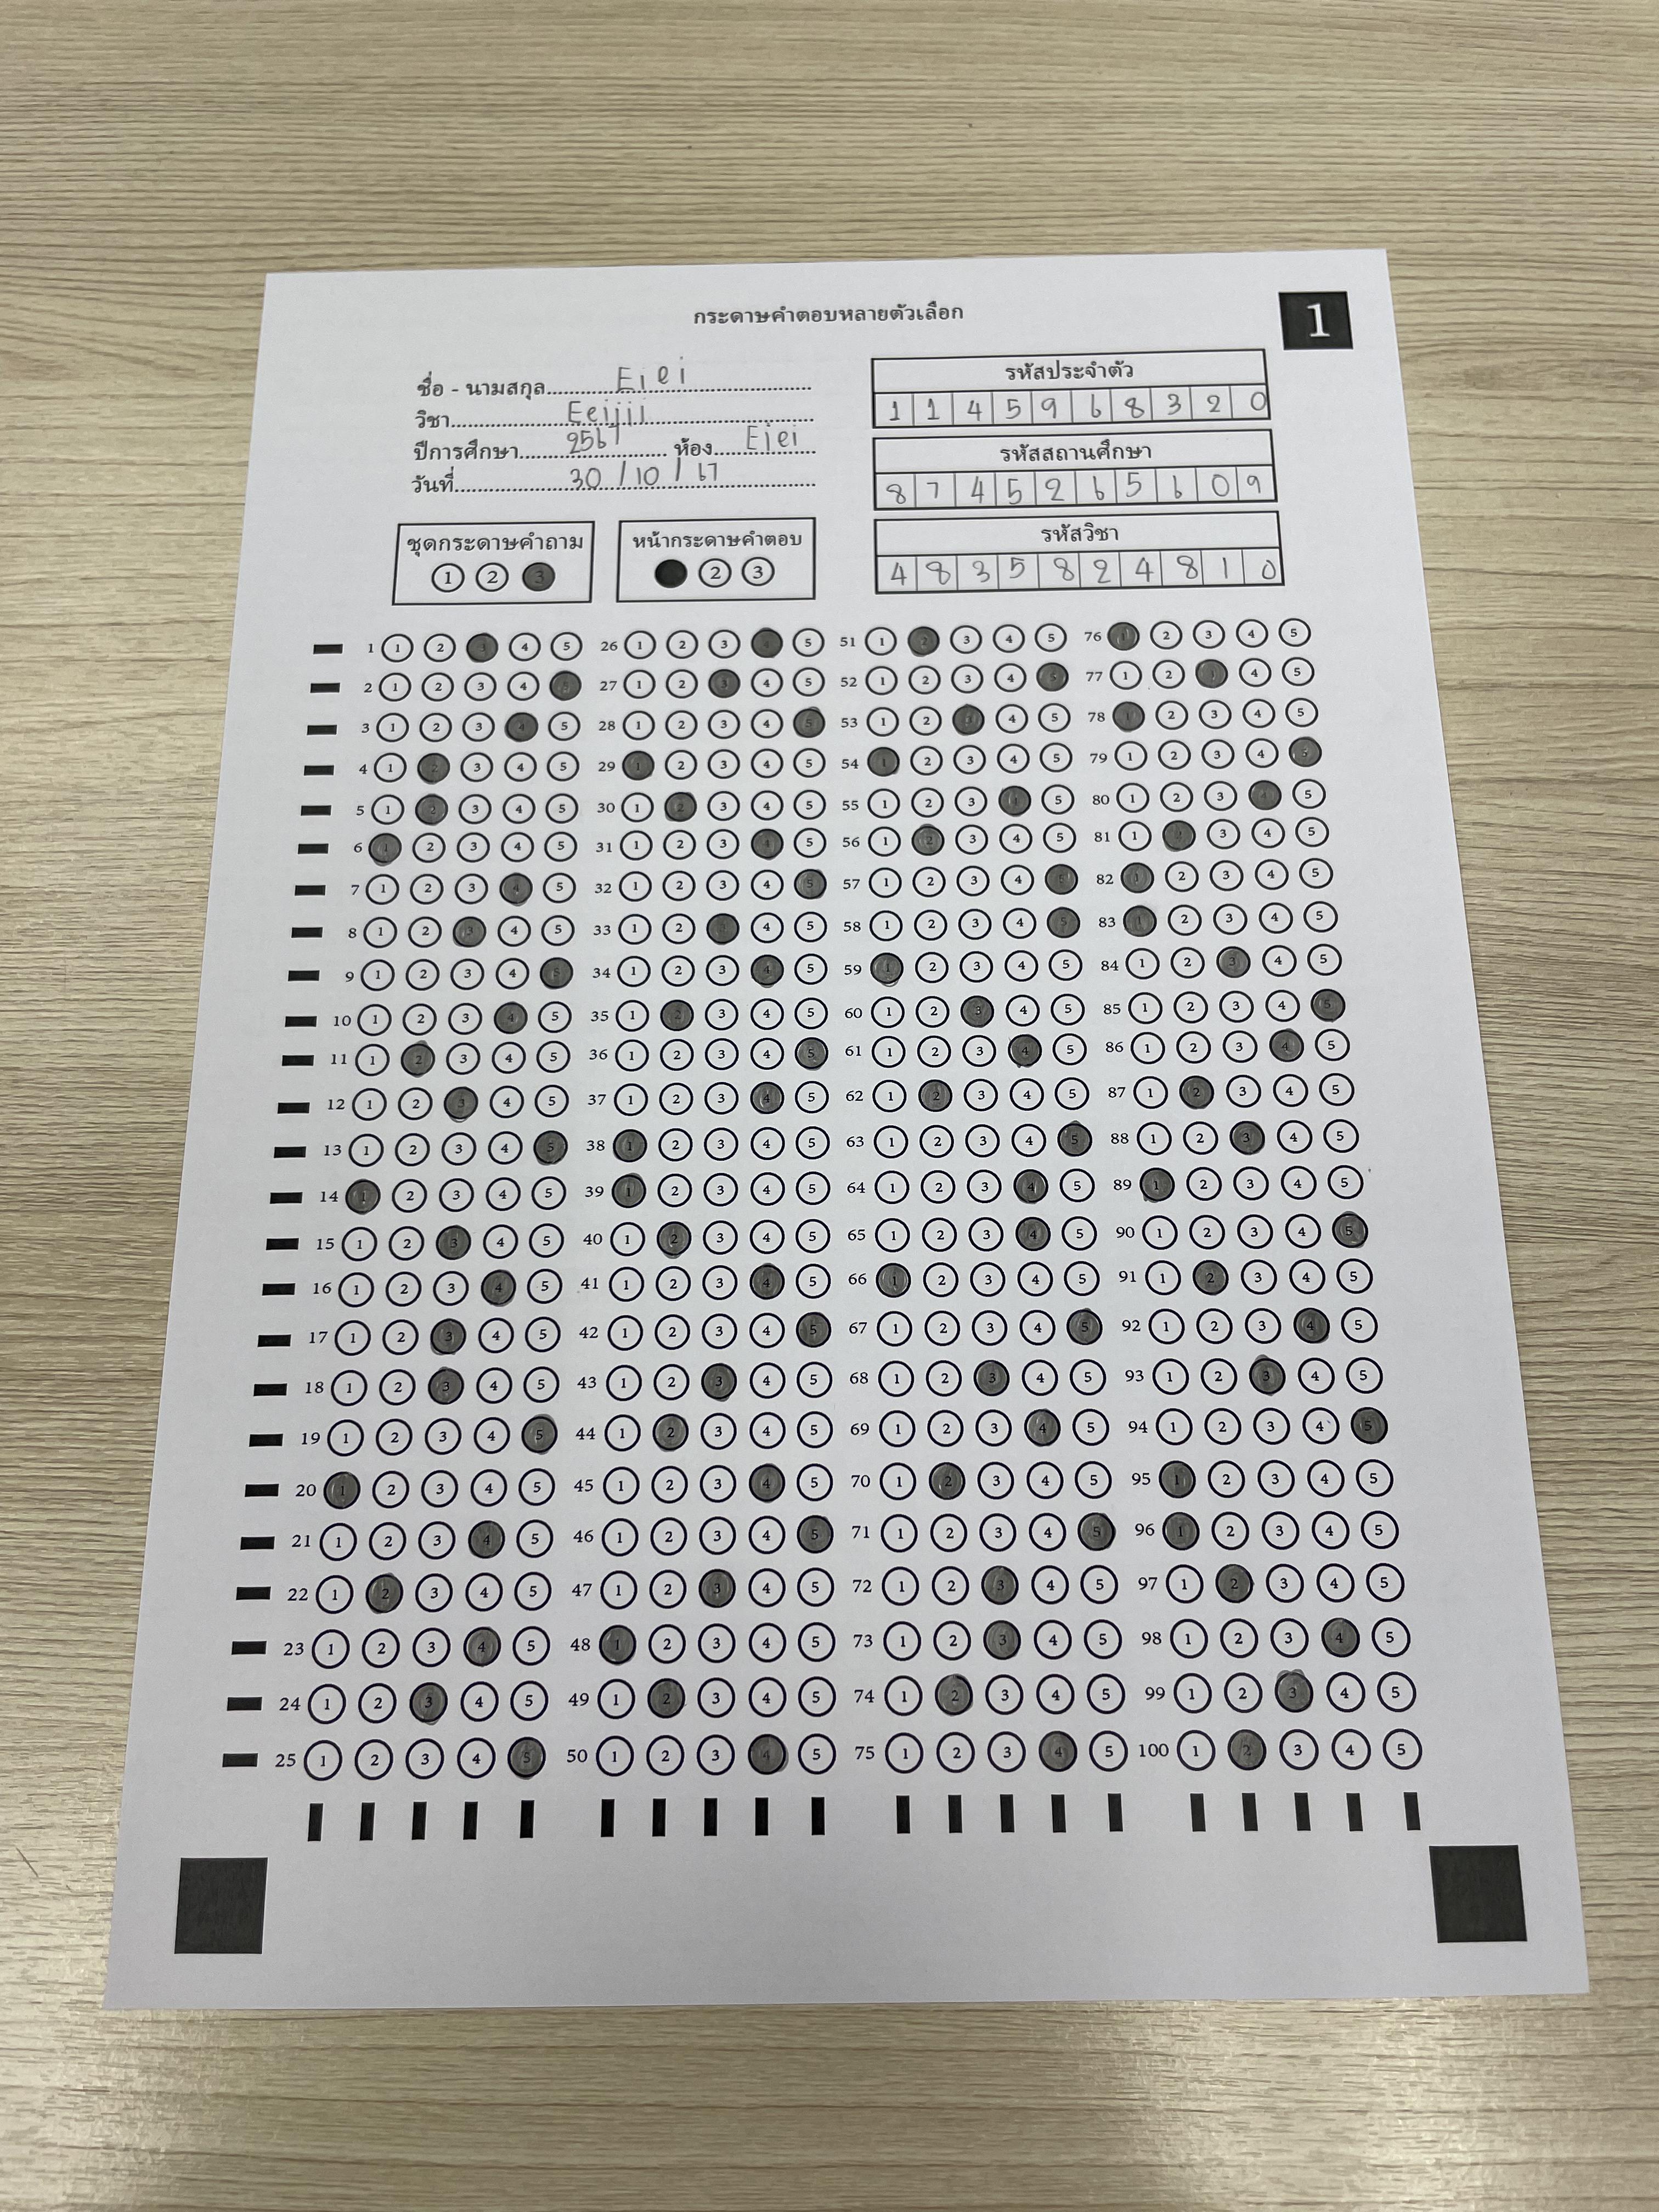 กระดาษคำตอบหลายตัวเลือก
1
ชื่อ - นามสกุล Eiei
วิชา Eeijii
ปีการศึกษา 2567 ห้อง Eiei
วันที่ 30 / 10 / 67
รหัสประจำตัว
1 1 4 5 9 6 8 3 2 0
รหัสสถานศึกษา
8 7 4 5 2 6 5 6 0 9
รหัสวิชา
4 8 3 5 8 2 4 8 1 0
ชุดกระดาษคำถาม
1 2 3
หน้ากระดาษคำตอบ
2 3
1 1 2 3 4 5 26 1 2 3 4 5 51 1 2 3 4 5 76 1 2 3 4 5
2 1 2 3 4 5 27 1 2 3 4 5 52 1 2 3 4 5 77 1 2 3 4 5
3 1 2 3 4 5 28 1 2 3 4 5 53 1 2 3 4 5 78 1 2 3 4 5
4 1 2 3 4 5 29 1 2 3 4 5 54 1 2 3 4 5 79 1 2 3 4 5
5 1 2 3 4 5 30 1 2 3 4 5 55 1 2 3 4 5 80 1 2 3 4 5
6 1 2 3 4 5 31 1 2 3 4 5 56 1 2 3 4 5 81 1 2 3 4 5
7 1 2 3 4 5 32 1 2 3 4 5 57 1 2 3 4 5 82 1 2 3 4 5
8 1 2 3 4 5 33 1 2 3 4 5 58 1 2 3 4 5 83 1 2 3 4 5
9 1 2 3 4 5 34 1 2 3 4 5 59 1 2 3 4 5 84 1 2 3 4 5
10 1 2 3 4 5 35 1 2 3 4 5 60 1 2 3 4 5 85 1 2 3 4 5
11 1 2 3 4 5 36 1 2 3 4 5 61 1 2 3 4 5 86 1 2 3 4 5
12 1 2 3 4 5 37 1 2 3 4 5 62 1 2 3 4 5 87 1 2 3 4 5
13 1 2 3 4 5 38 1 2 3 4 5 63 1 2 3 4 5 88 1 2 3 4 5
14 1 2 3 4 5 39 1 2 3 4 5 64 1 2 3 4 5 89 1 2 3 4 5
15 1 2 3 4 5 40 1 2 3 4 5 65 1 2 3 4 5 90 1 2 3 4 5
16 1 2 3 4 5 41 1 2 3 4 5 66 1 2 3 4 5 91 1 2 3 4 5
17 1 2 3 4 5 42 1 2 3 4 5 67 1 2 3 4 5 92 1 2 3 4 5
18 1 2 3 4 5 43 1 2 3 4 5 68 1 2 3 4 5 93 1 2 3 4 5
19 1 2 3 4 5 44 1 2 3 4 5 69 1 2 3 4 5 94 1 2 3 4 5
20 1 2 3 4 5 45 1 2 3 4 5 70 1 2 3 4 5 95 1 2 3 4 5
21 1 2 3 4 5 46 1 2 3 4 5 71 1 2 3 4 5 96 1 2 3 4 5
22 1 2 3 4 5 47 1 2 3 4 5 72 1 2 3 4 5 97 1 2 3 4 5
23 1 2 3 4 5 48 1 2 3 4 5 73 1 2 3 4 5 98 1 2 3 4 5
24 1 2 3 4 5 49 1 2 3 4 5 74 1 2 3 4 5 99 1 2 3 4 5
25 1 2 3 4 5 50 1 2 3 4 5 75 1 2 3 4 5 100 1 2 3 4 5